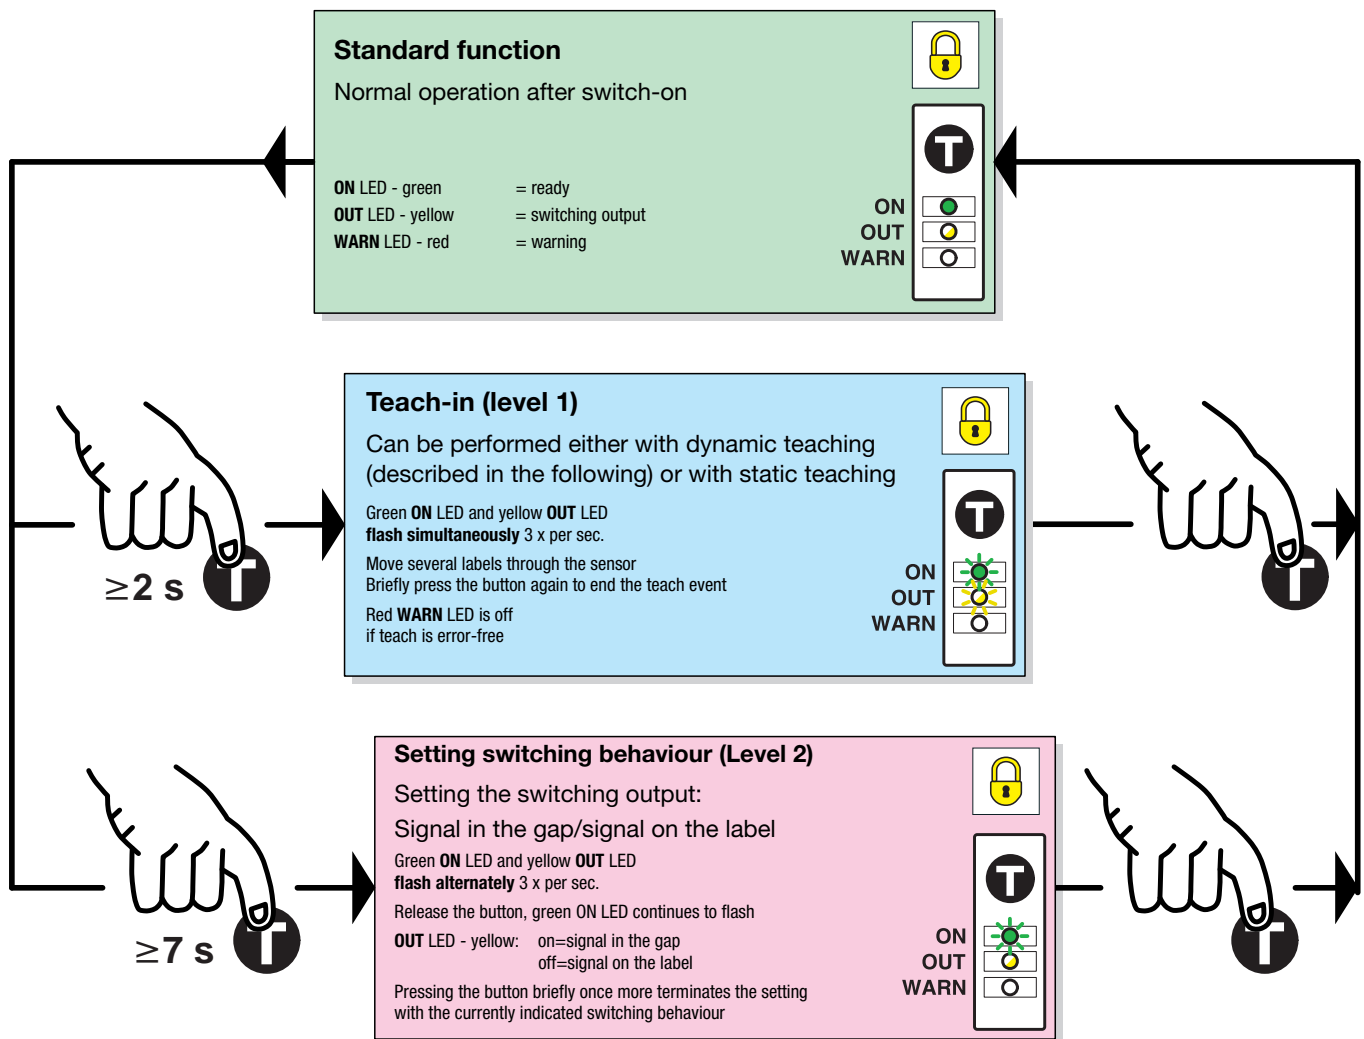 Standard function
Normal operation after switch-on
ON LED - green = ready
OUT LED - yellow = switching output
WARN LED - red = warning
T
ON
OUT
WARN
Teach-in (level 1)
Can be performed either with dynamic teaching
(described in the following) or with static teaching
Green ON LED and yellow OUT LED
flash simultaneously 3 x per sec.
Move several labels through the sensor
Briefly press the button again to end the teach event
Red WARN LED is off
if teach is error-free
T
ON
OUT
WARN
≥2 s
T
T
Setting switching behaviour (Level 2)
Setting the switching output:
Signal in the gap/signal on the label
Green ON LED and yellow OUT LED
flash alternately 3 x per sec.
Release the button, green ON LED continues to flash
OUT LED - yellow: on=signal in the gap
off=signal on the label
Pressing the button briefly once more terminates the setting
with the currently indicated switching behaviour
T
ON
OUT
WARN
≥7 s
T
T